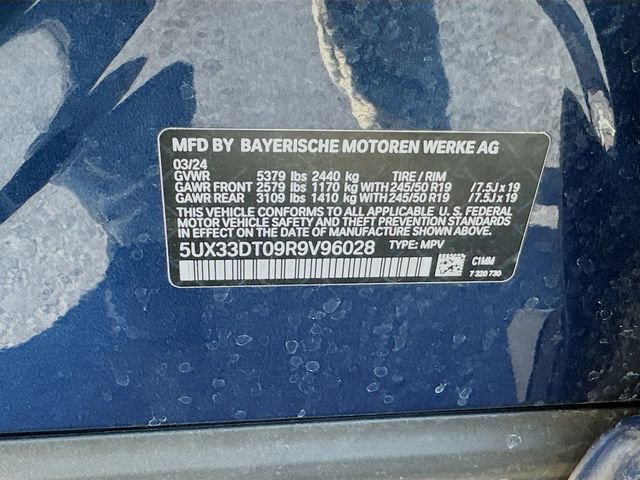 MFD BY BAYERISCHE MOTOREN WERKE AG
03/24
GVWR 5379 lbs 2440 kg TIRE / RIM
GAWR FRONT 2579 lbs 1170 kg WITH 245/50 R19 / 7.5J x 19
GAWR REAR 3109 lbs 1410 kg WITH 245/50 R19 / 7.5J x 19
THIS VEHICLE CONFORMS TO ALL APPLICABLE U.S. FEDERAL
MOTOR VEHICLE SAFETY AND THEFT PREVENTION STANDARDS
IN EFFECT ON THE DATE OF MANUFACTURE SHOWN ABOVE.
5UX33DT09R9V96028 TYPE: MPV
C1MM
7 320 730